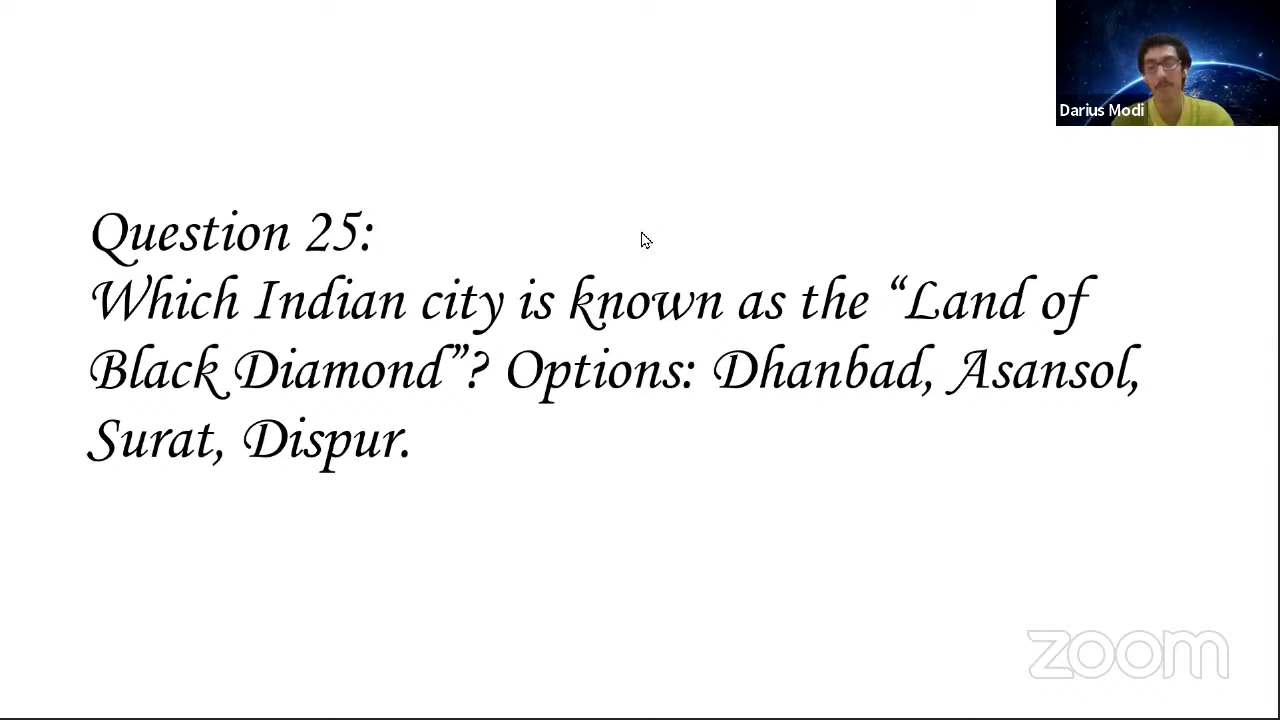 Darius Modi
Question 25:
Which Indian city is known as the “Land of
Black Diamond”? Options: Dhanbad, Asansol,
Surat, Dispur.
zoom